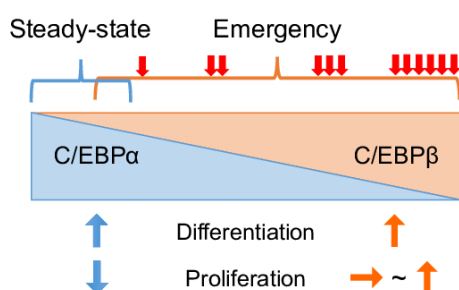 Steady-state Emergency
C/EBPα C/EBPβ
Differentiation
Proliferation ~